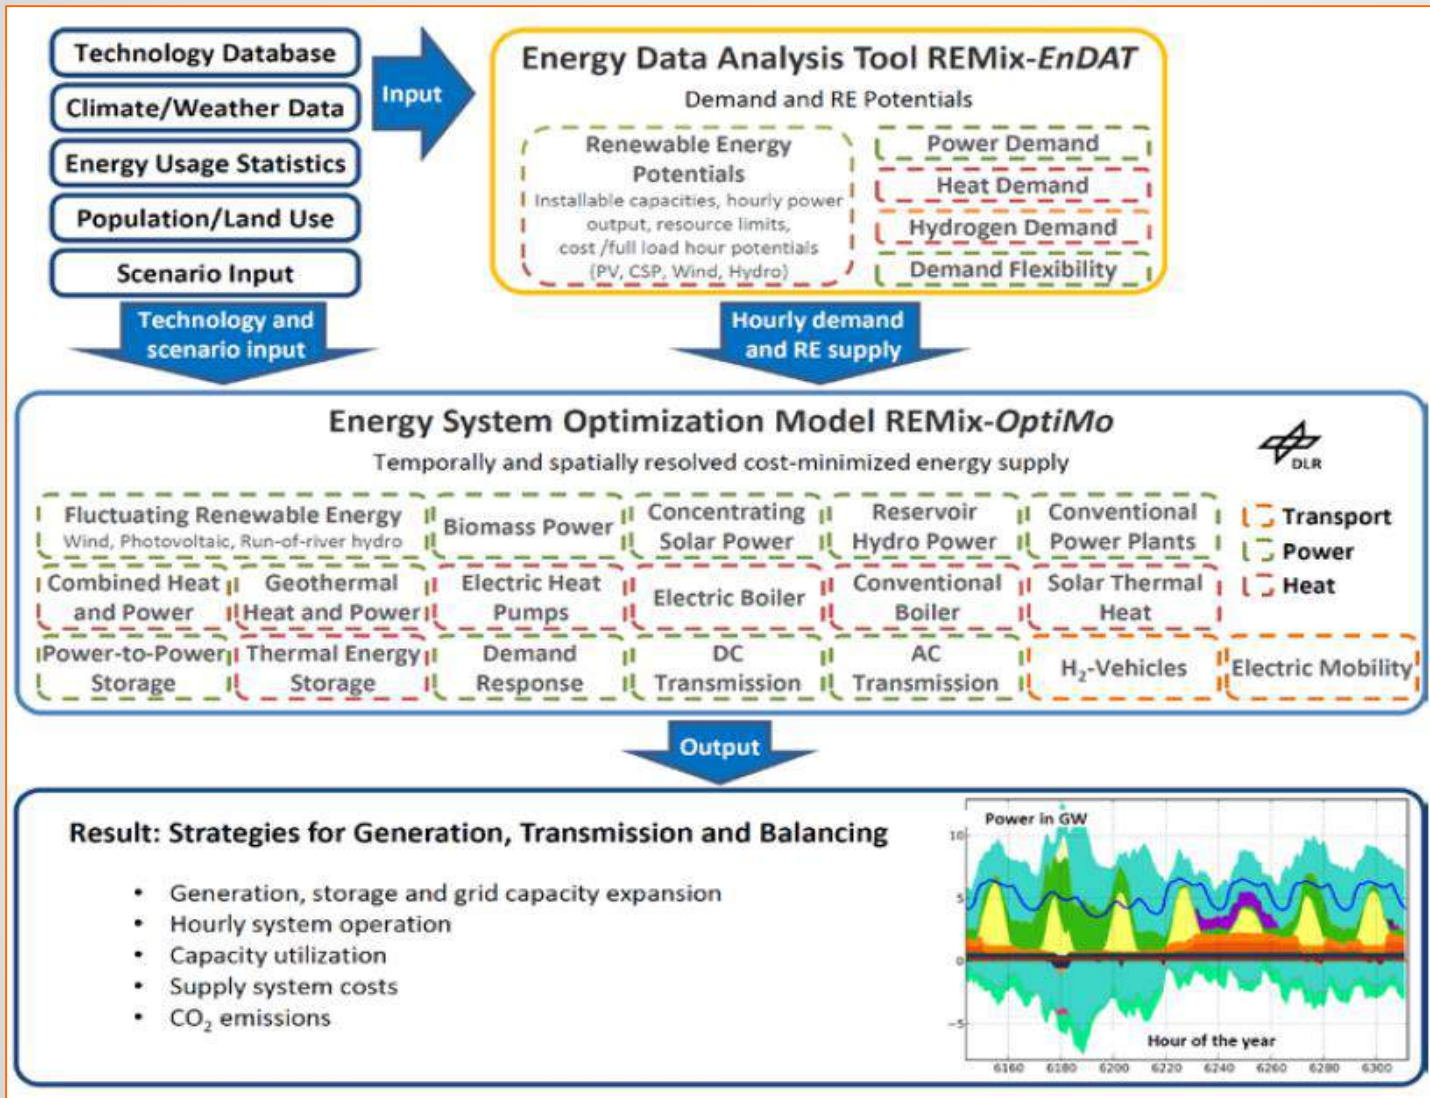 Technology Database
Climate/Weather Data
Energy Usage Statistics
Population/Land Use
Scenario Input
Input
Energy Data Analysis Tool REMix-EnDAT
Demand and RE Potentials
Renewable Energy
Potentials
Installable capacities, hourly power
output, resource limits,
cost /full load hour potentials
(PV, CSP, Wind, Hydro)
Power Demand
Heat Demand
Hydrogen Demand
Demand Flexibility
Technology and
scenario input
Hourly demand
and RE supply
Energy System Optimization Model REMix-OptiMo
Temporally and spatially resolved cost-minimized energy supply
DLR
Fluctuating Renewable Energy
Wind, Photovoltaic, Run-of-river hydro
Biomass Power
Concentrating
Solar Power
Reservoir
Hydro Power
Conventional
Power Plants
Transport
Power
Heat
Combined Heat
and Power
Geothermal
Heat and Power
Electric Heat
Pumps
Electric Boiler
Conventional
Boiler
Solar Thermal
Heat
Power-to-Power
Storage
Thermal Energy
Storage
Demand
Response
DC
Transmission
AC
Transmission
H₂-Vehicles
Electric Mobility
Output
Result: Strategies for Generation, Transmission and Balancing
• Generation, storage and grid capacity expansion
• Hourly system operation
• Capacity utilization
• Supply system costs
• CO₂ emissions
Power in GW
10
5
0
−5
Hour of the year
6160 6180 6200 6220 6240 6260 6280 6300